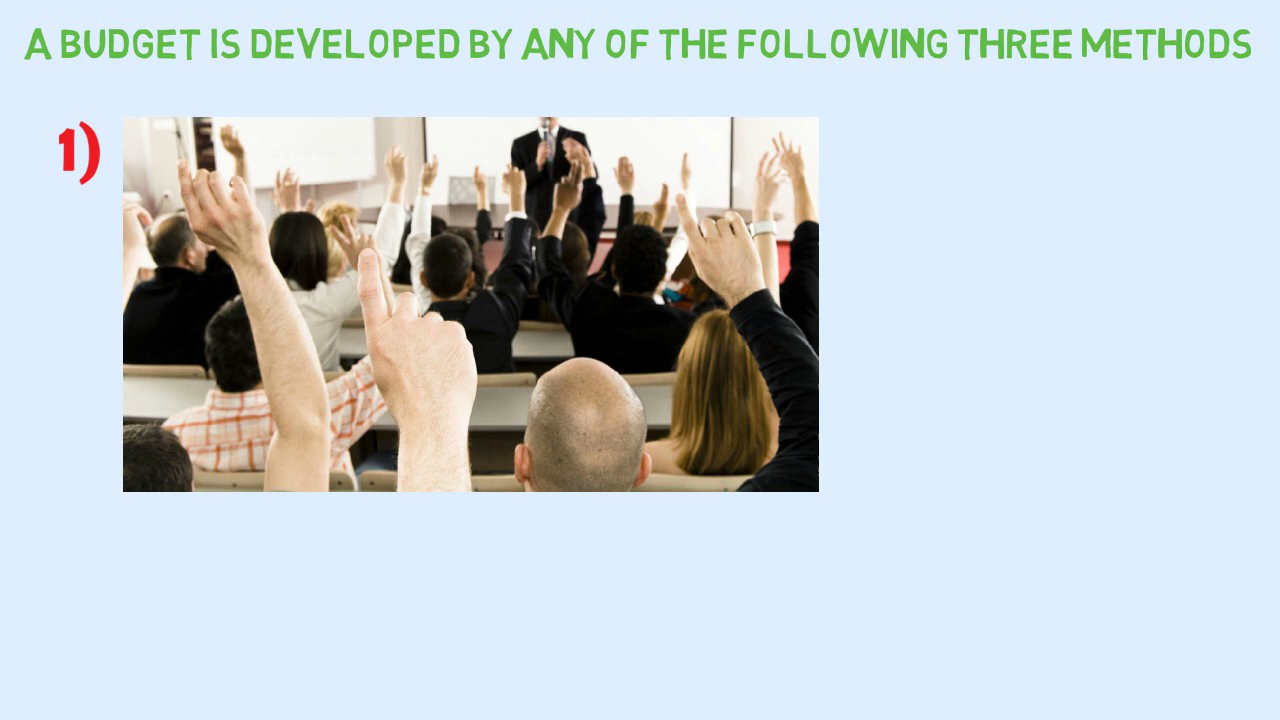 A BUDGET IS DEVELOPED BY ANY OF THE FOLLOWING THREE METHODS
1)